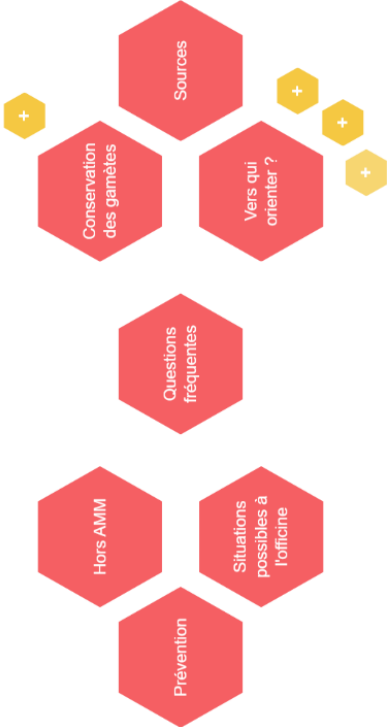 +
Hors AMM
Conservation
des gamètes
Prévention
Questions
fréquentes
Sources
Situations
possibles à
l'officine
Vers qui
orienter ?
+
+
+